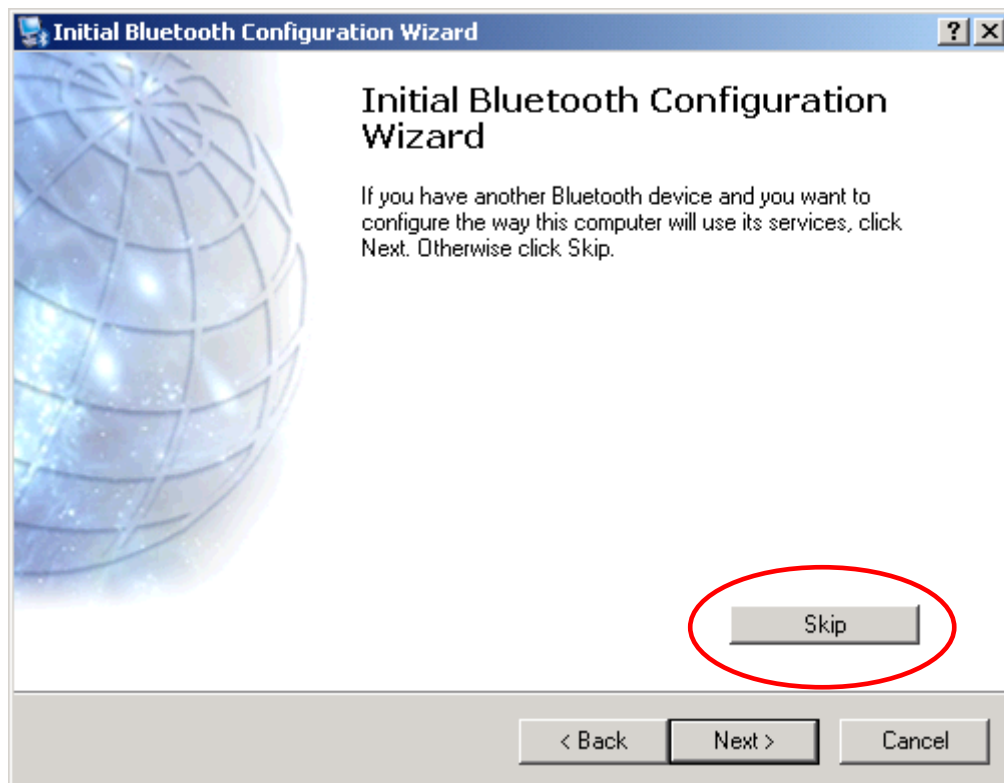 Initial Bluetooth Configuration Wizard
Initial Bluetooth Configuration
Wizard
If you have another Bluetooth device and you want to
configure the way this computer will use its services, click
Next. Otherwise click Skip.
Skip
< Back Next > Cancel